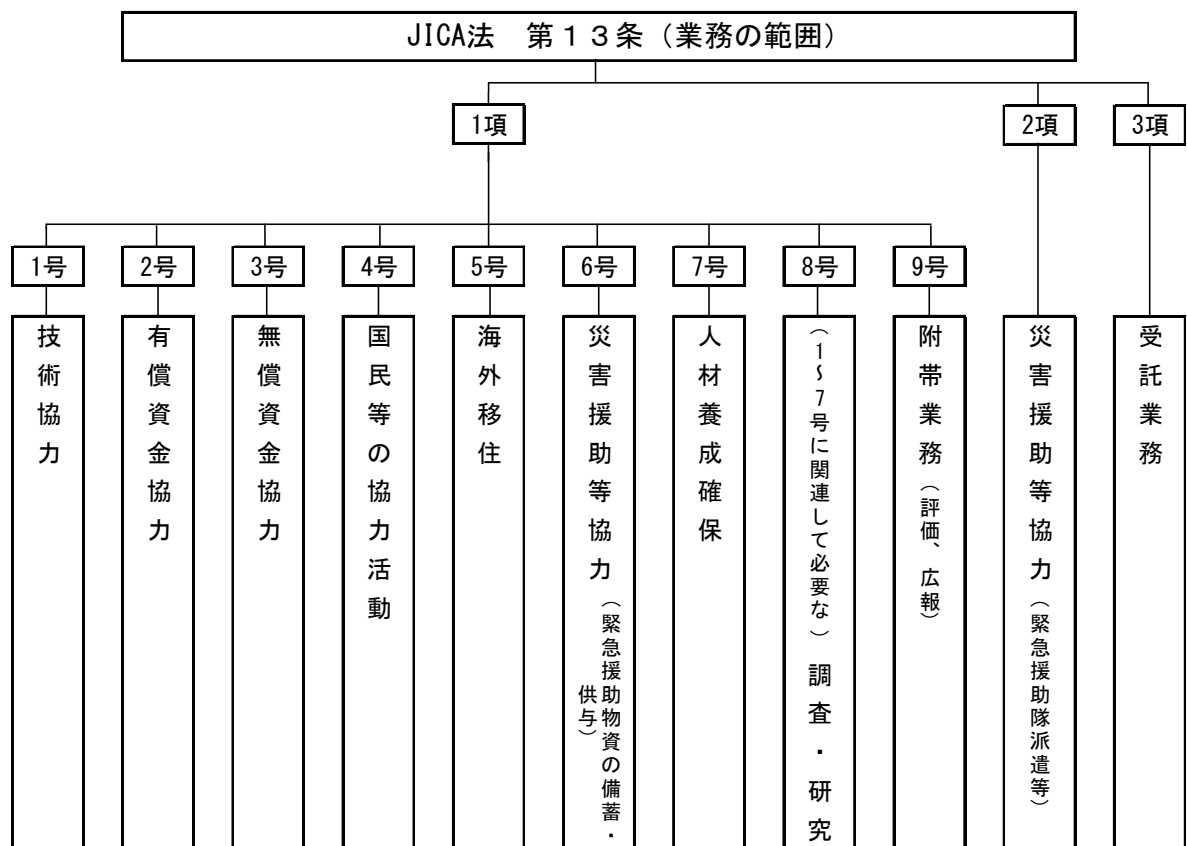 JICA法　第１３条（業務の範囲）
1項
2項
3項
1号
2号
3号
4号
5号
6号
7号
8号
9号
技術協力
有償資金協力
無償資金協力
国民等の協力活動
海外移住
災害援助等協力（緊急援助物資の備蓄・
供与）
人材養成確保
（1～7号に関連して必要な）調査・研究
附帯業務（評価、広報）
災害援助等協力（緊急援助隊派遣等）
受託業務